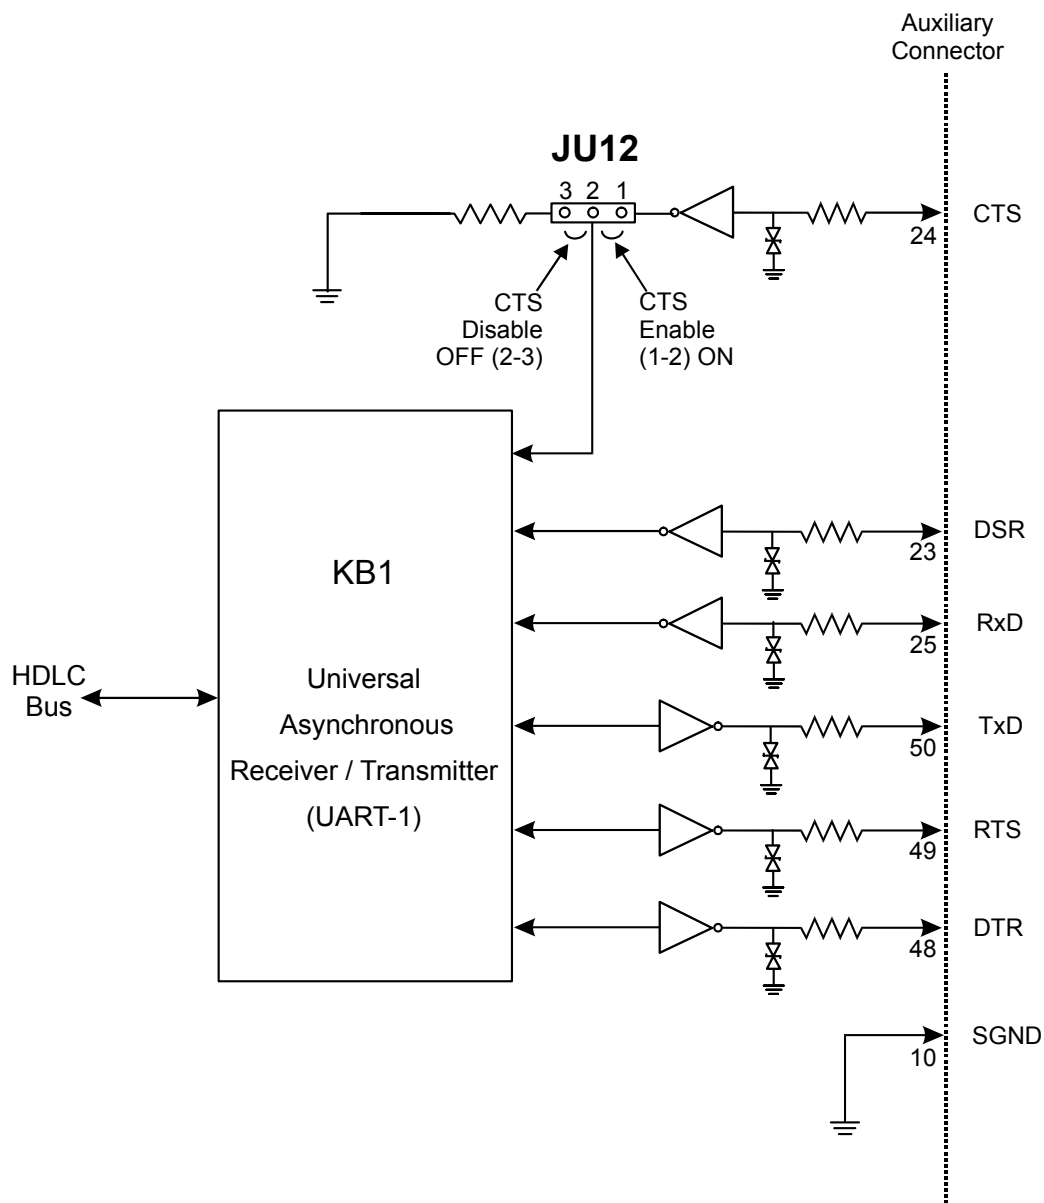 Auxiliary
Connector
JU12
3 2 1
CTS
24
CTS
Disable
OFF (2-3)
CTS
Enable
(1-2) ON
DSR
23
KB1
RxD
25
HDLC
Bus
Universal
Asynchronous
Receiver / Transmitter
(UART-1)
TxD
50
RTS
49
DTR
48
SGND
10